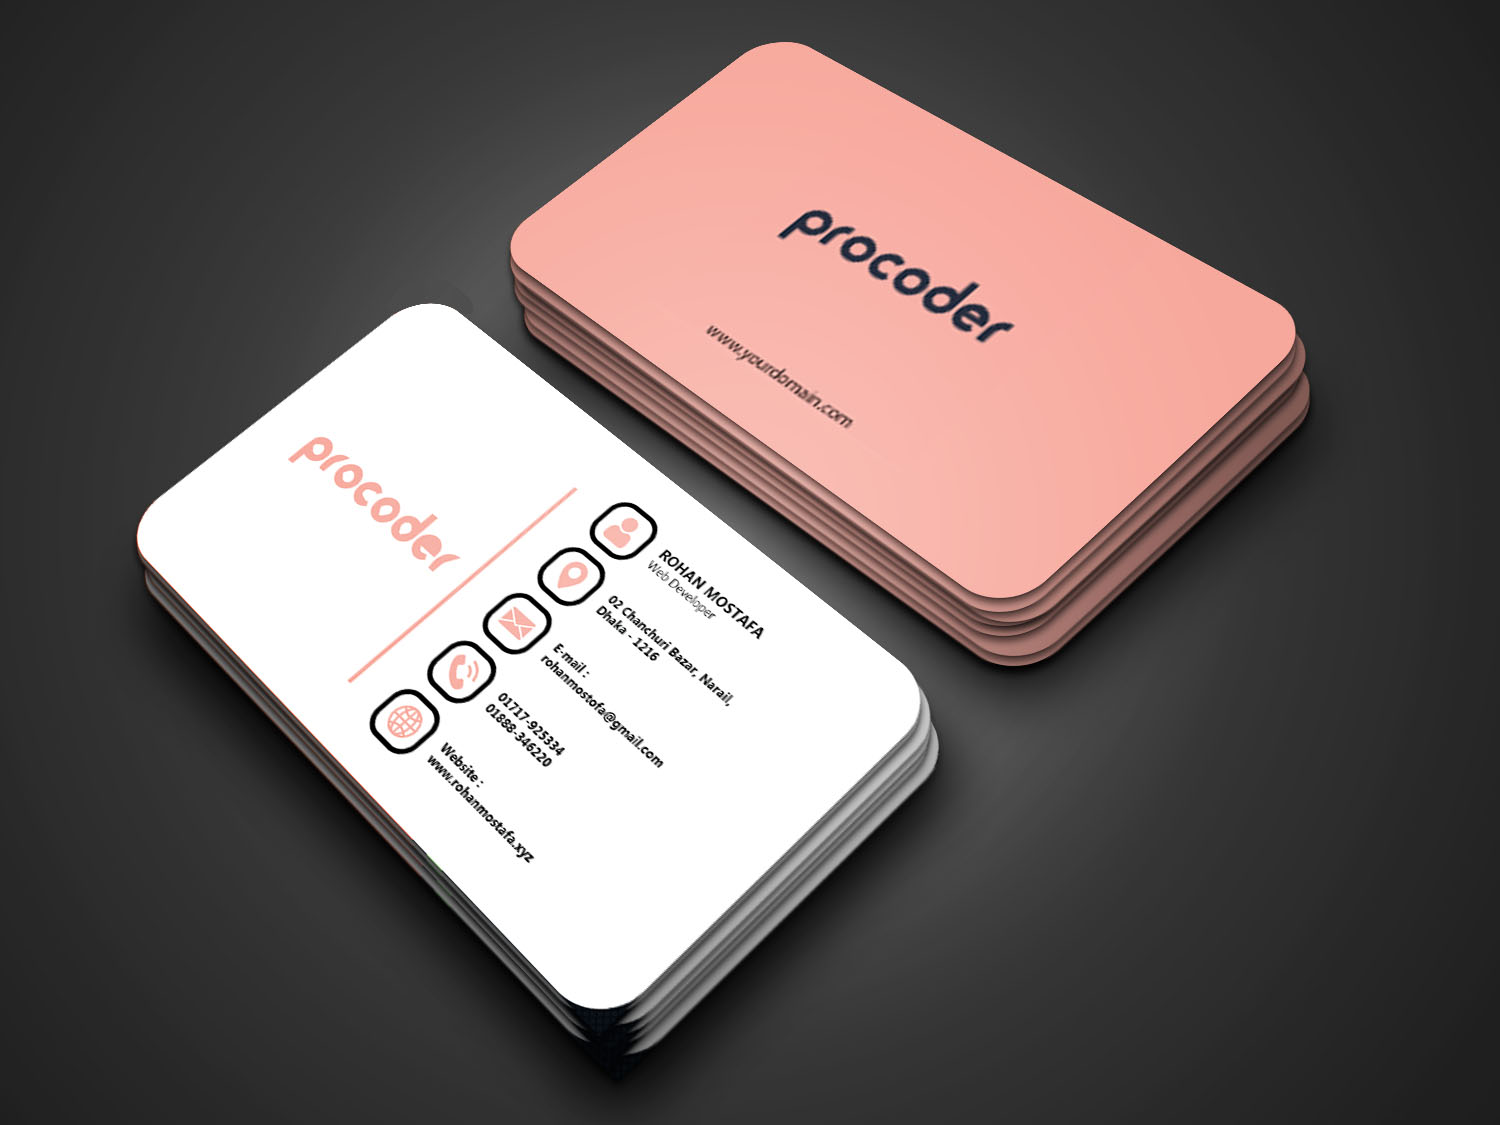 procoder
www.yourdomain.com
procoder
ROHAN MOSTAFA
Web Developer
02 Chanchuri Bazar, Narail,
Dhaka - 1216
E-mail :
rohanmostofa@gmail.com
01717-925334
01888-346220
Website :
www.rohanmostafa.xyz